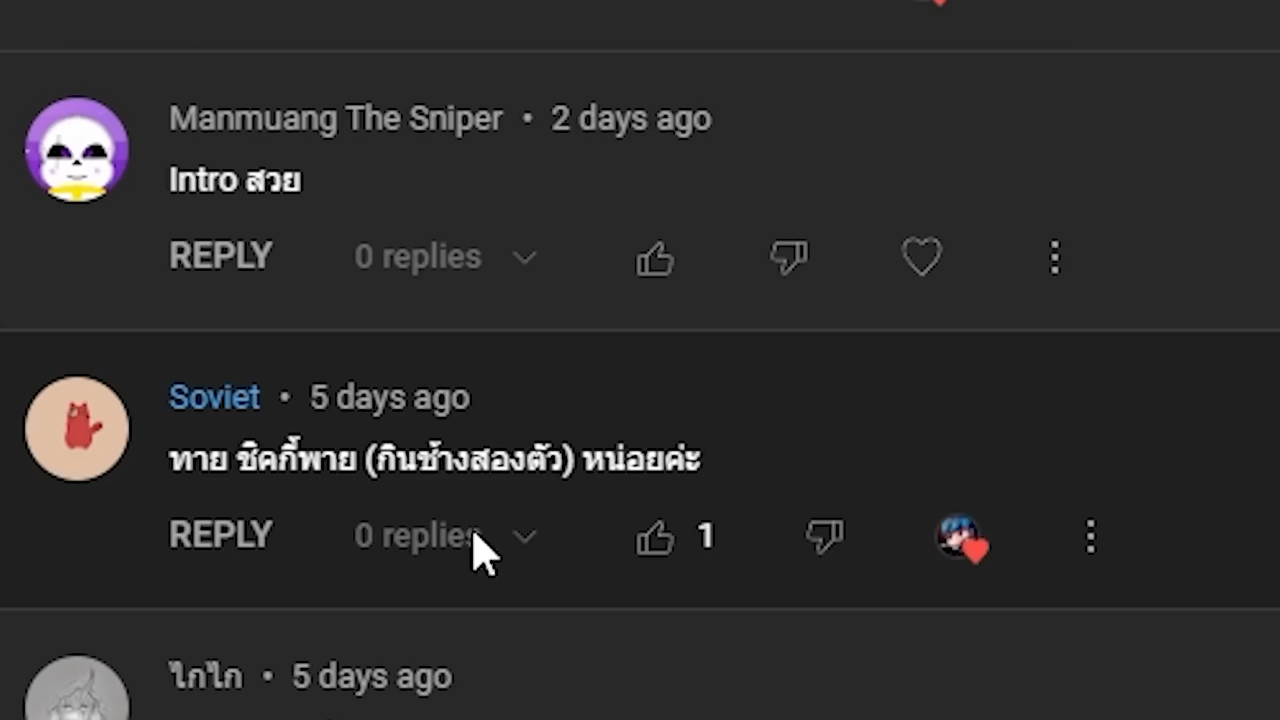 Manmuang The Sniper • 2 days ago
Intro สวย
REPLY 0 replies
Soviet • 5 days ago
ทาย ชิคกี้พาย (กินช้างสองตัว) หน่อยค่ะ
REPLY 0 replies 1
ไกไก • 5 days ago